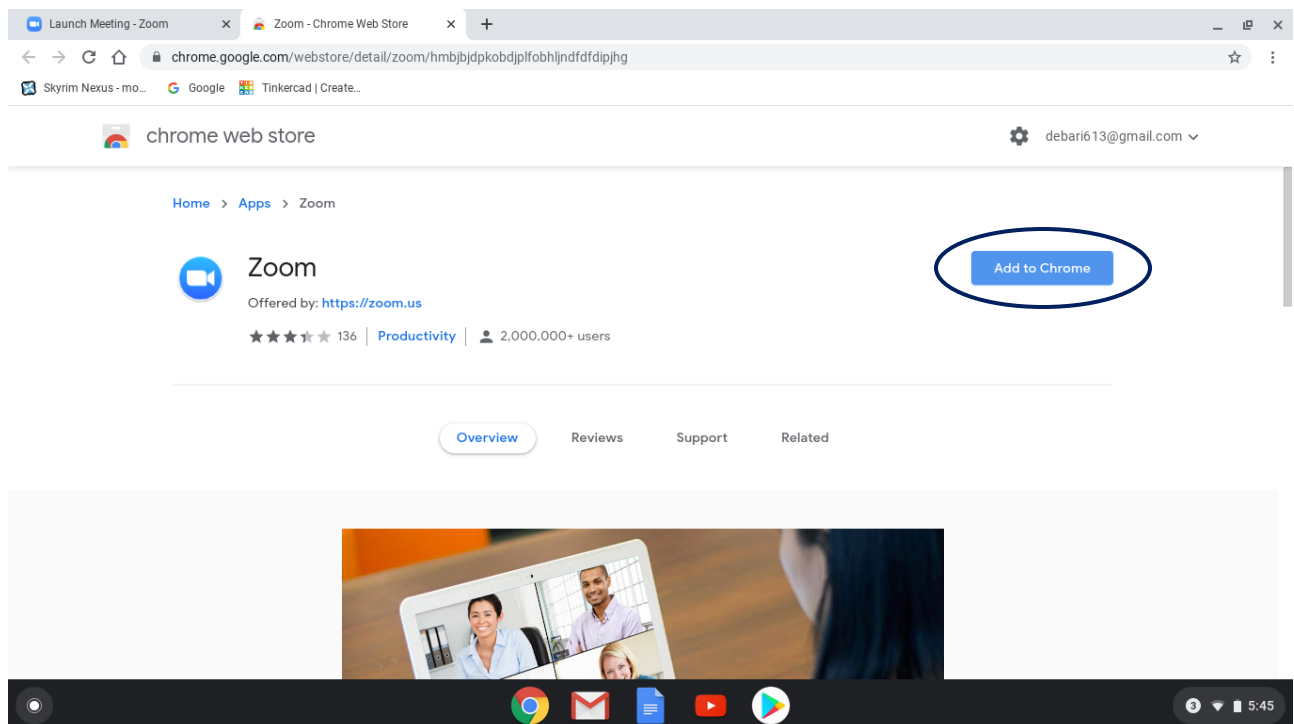 Launch Meeting - Zoom
Zoom - Chrome Web Store
chrome.google.com/webstore/detail/zoom/hmbjbjdpkobdjplfobhljndfdfdipjhg
Skyrim Nexus - mo...
Google
Tinkercad | Create...
chrome web store
debari613@gmail.com
Home > Apps > Zoom
Zoom
Add to Chrome
Offered by: https://zoom.us
136 | Productivity | 2,000,000+ users
Overview
Reviews
Support
Related
3
5:45